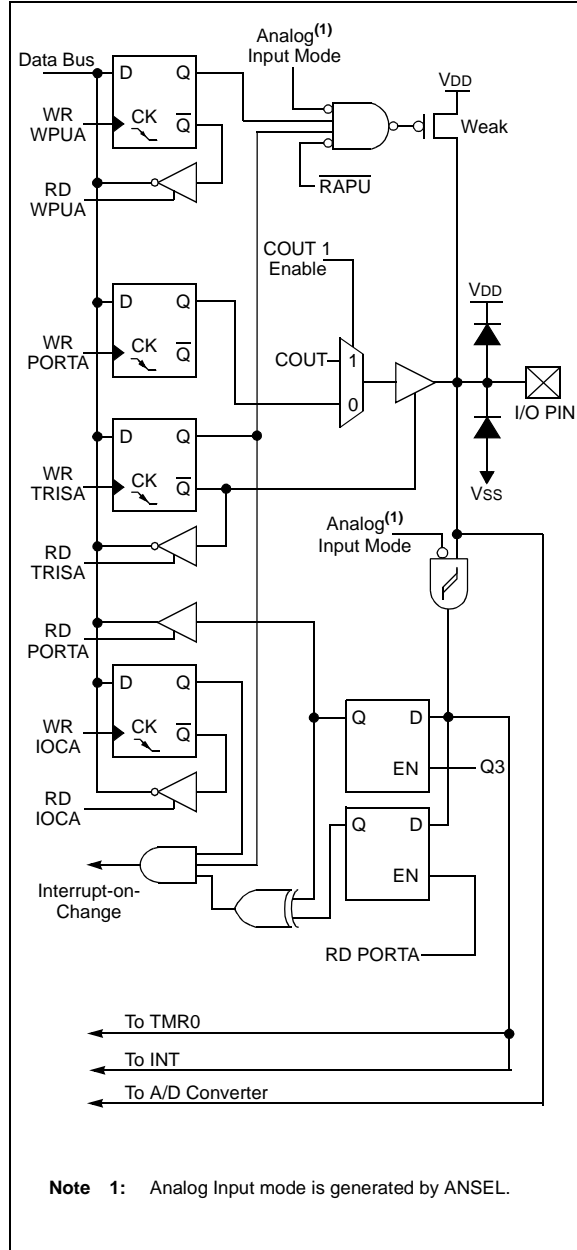 Analog(1)
Input Mode
VDD
Data Bus
D Q
WR
WPUA
CK Q
Weak
RD
WPUA
RAPU
COUT 1
Enable
VDD
D Q
COUT
1
WR
PORTA
CK Q
0
I/O PIN
D Q
WR
TRISA
CK Q
VSS
Analog(1)
Input Mode
RD
TRISA
RD
PORTA
D Q
Q D
WR
IOCA
CK Q
EN
Q3
RD
IOCA
Q D
EN
Interrupt-on-
Change
RD PORTA
To TMR0
To INT
To A/D Converter
Note 1: Analog Input mode is generated by ANSEL.